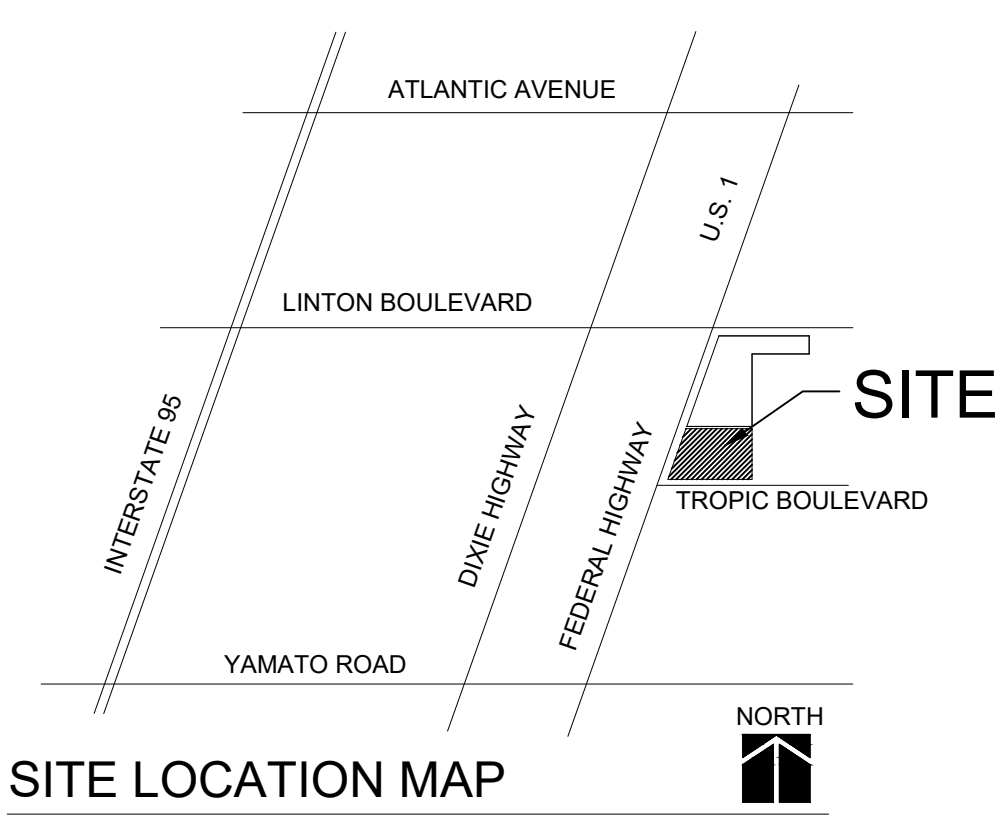 ATLANTIC AVENUE
U.S. 1
LINTON BOULEVARD
SITE
INTERSTATE 95
DIXIE HIGHWAY
FEDERAL HIGHWAY
TROPIC BOULEVARD
YAMATO ROAD
NORTH
SITE LOCATION MAP